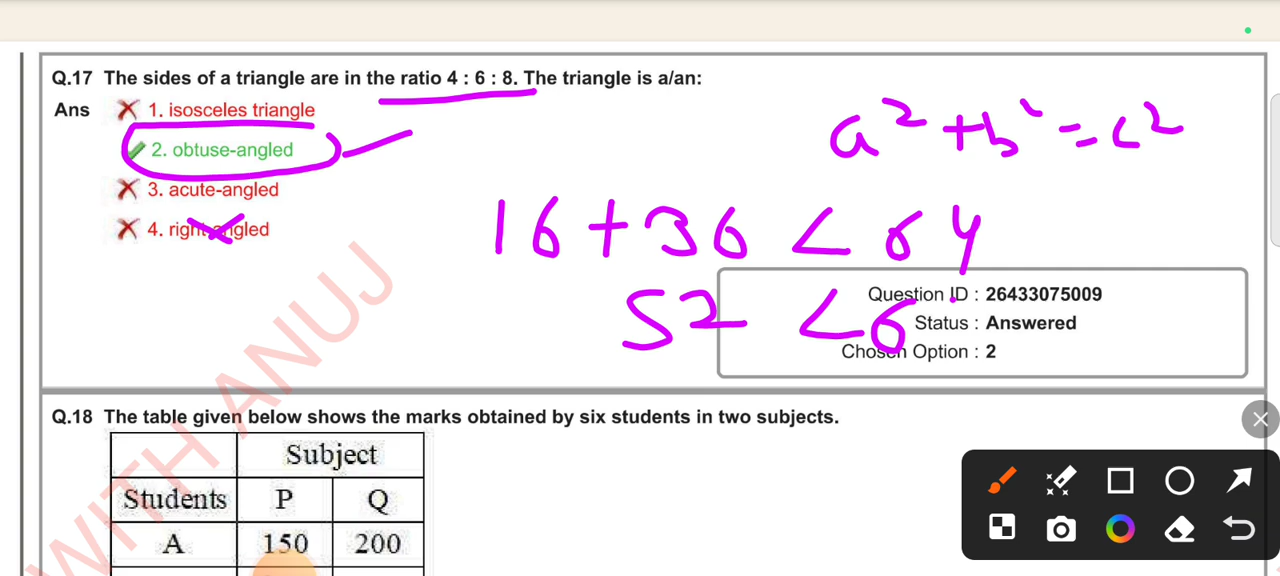 Q.17 The sides of a triangle are in the ratio 4 : 6 : 8. The triangle is a/an:
Ans 1. isosceles triangle
2. obtuse-angled
3. acute-angled
4. right-angled
a² + b² = c²
16 + 36 < 64
52 < 6
Question ID : 26433075009
Status : Answered
Chosen Option : 2
Q.18 The table given below shows the marks obtained by six students in two subjects.
Subject
Students P Q
A 150 200
WITH ANUJ